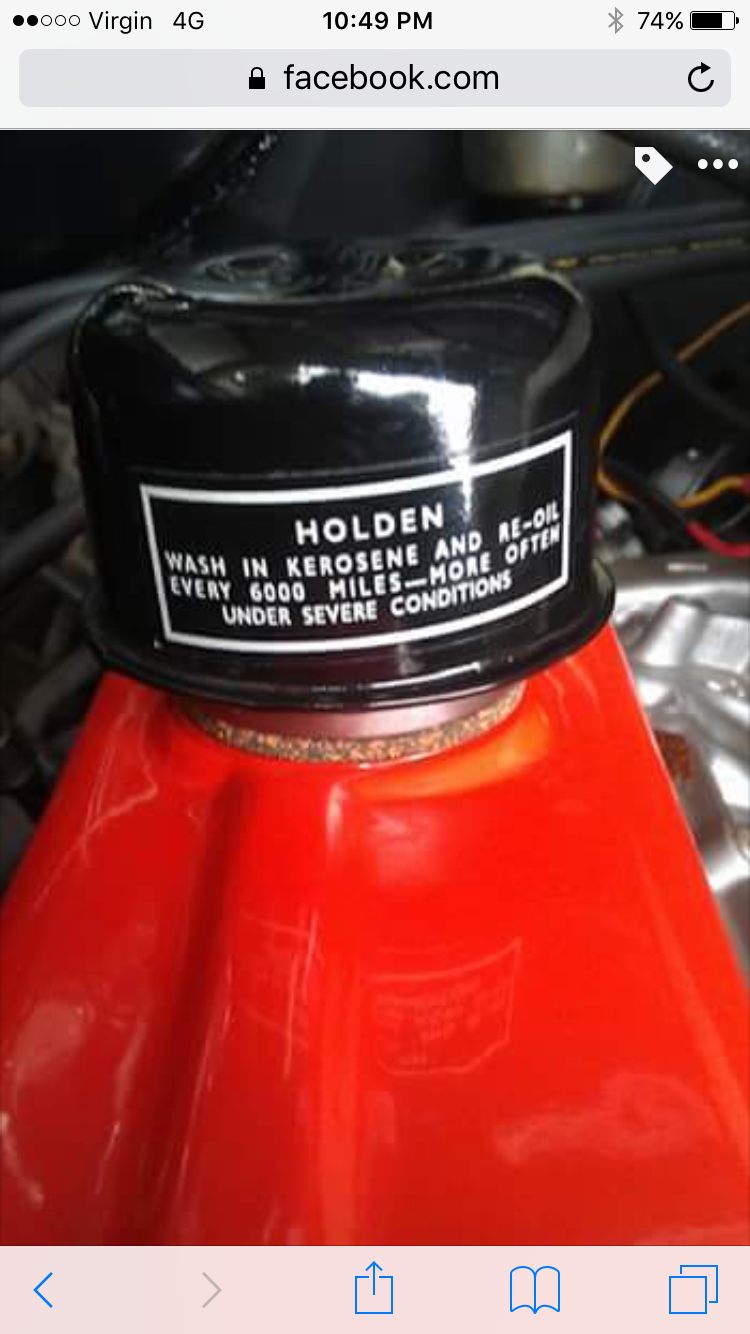 Virgin 4G 10:49 PM 74%
facebook.com
HOLDEN
WASH IN KEROSENE AND RE-OIL
EVERY 6000 MILES—MORE OFTEN
UNDER SEVERE CONDITIONS